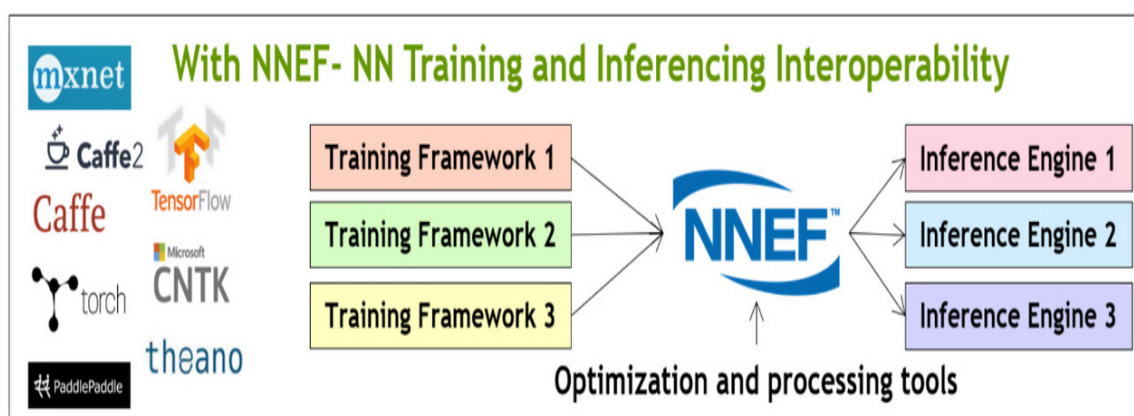 With NNEF- NN Training and Inferencing Interoperability
mxnet
Caffe2
TensorFlow
Caffe
Microsoft
CNTK
torch
theano
PaddlePaddle
Training Framework 1
Training Framework 2
Training Framework 3
NNEF™
Inference Engine 1
Inference Engine 2
Inference Engine 3
Optimization and processing tools